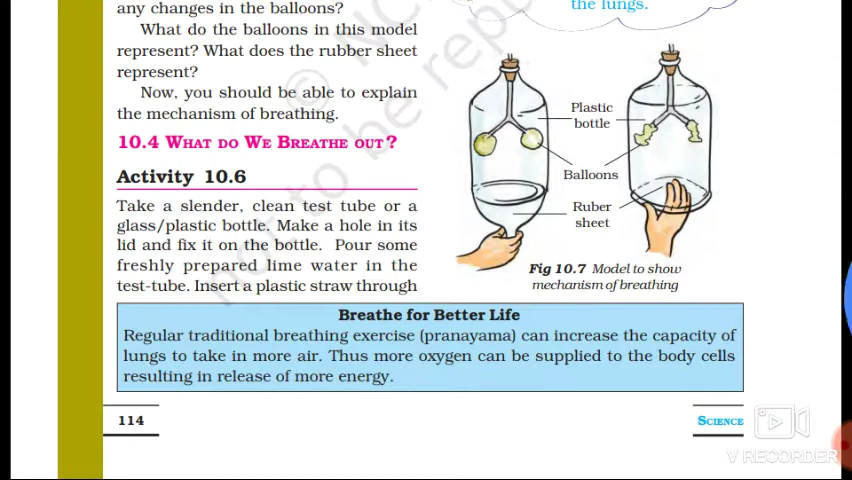 any changes in the balloons?
What do the balloons in this model
represent? What does the rubber sheet
represent?
Now, you should be able to explain
the mechanism of breathing.
10.4 WHAT DO WE BREATHE OUT?
Activity 10.6
Take a slender, clean test tube or a
glass/plastic bottle. Make a hole in its
lid and fix it on the bottle. Pour some
freshly prepared lime water in the
test-tube. Insert a plastic straw through
the lungs.
Plastic
bottle
Balloons
Ruber
sheet
Fig 10.7 Model to show
mechanism of breathing
Breathe for Better Life
Regular traditional breathing exercise (pranayama) can increase the capacity of
lungs to take in more air. Thus more oxygen can be supplied to the body cells
resulting in release of more energy.
114
SCIENCE
V RECORDER